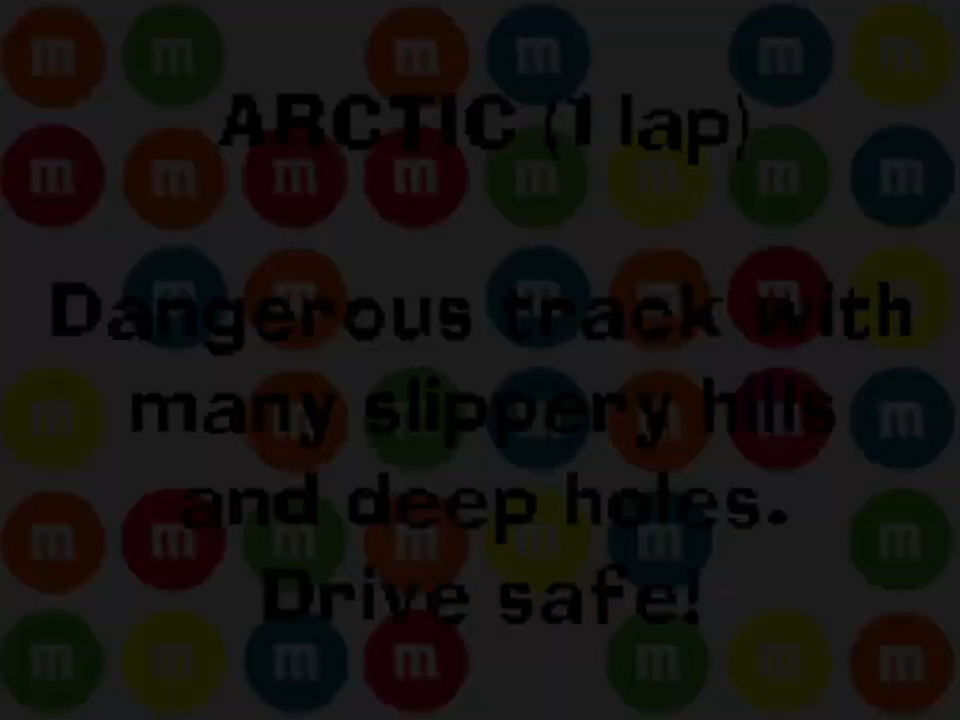 ARCTIC (1 lap)
Dangerous track with
many slippery hills
and deep holes.
Drive safe!